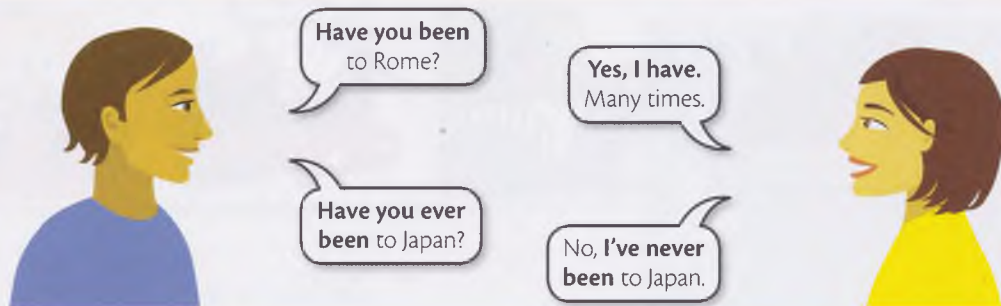 Have you been
to Rome?
Yes, I have.
Many times.
Have you ever
been to Japan?
No, I've never
been to Japan.